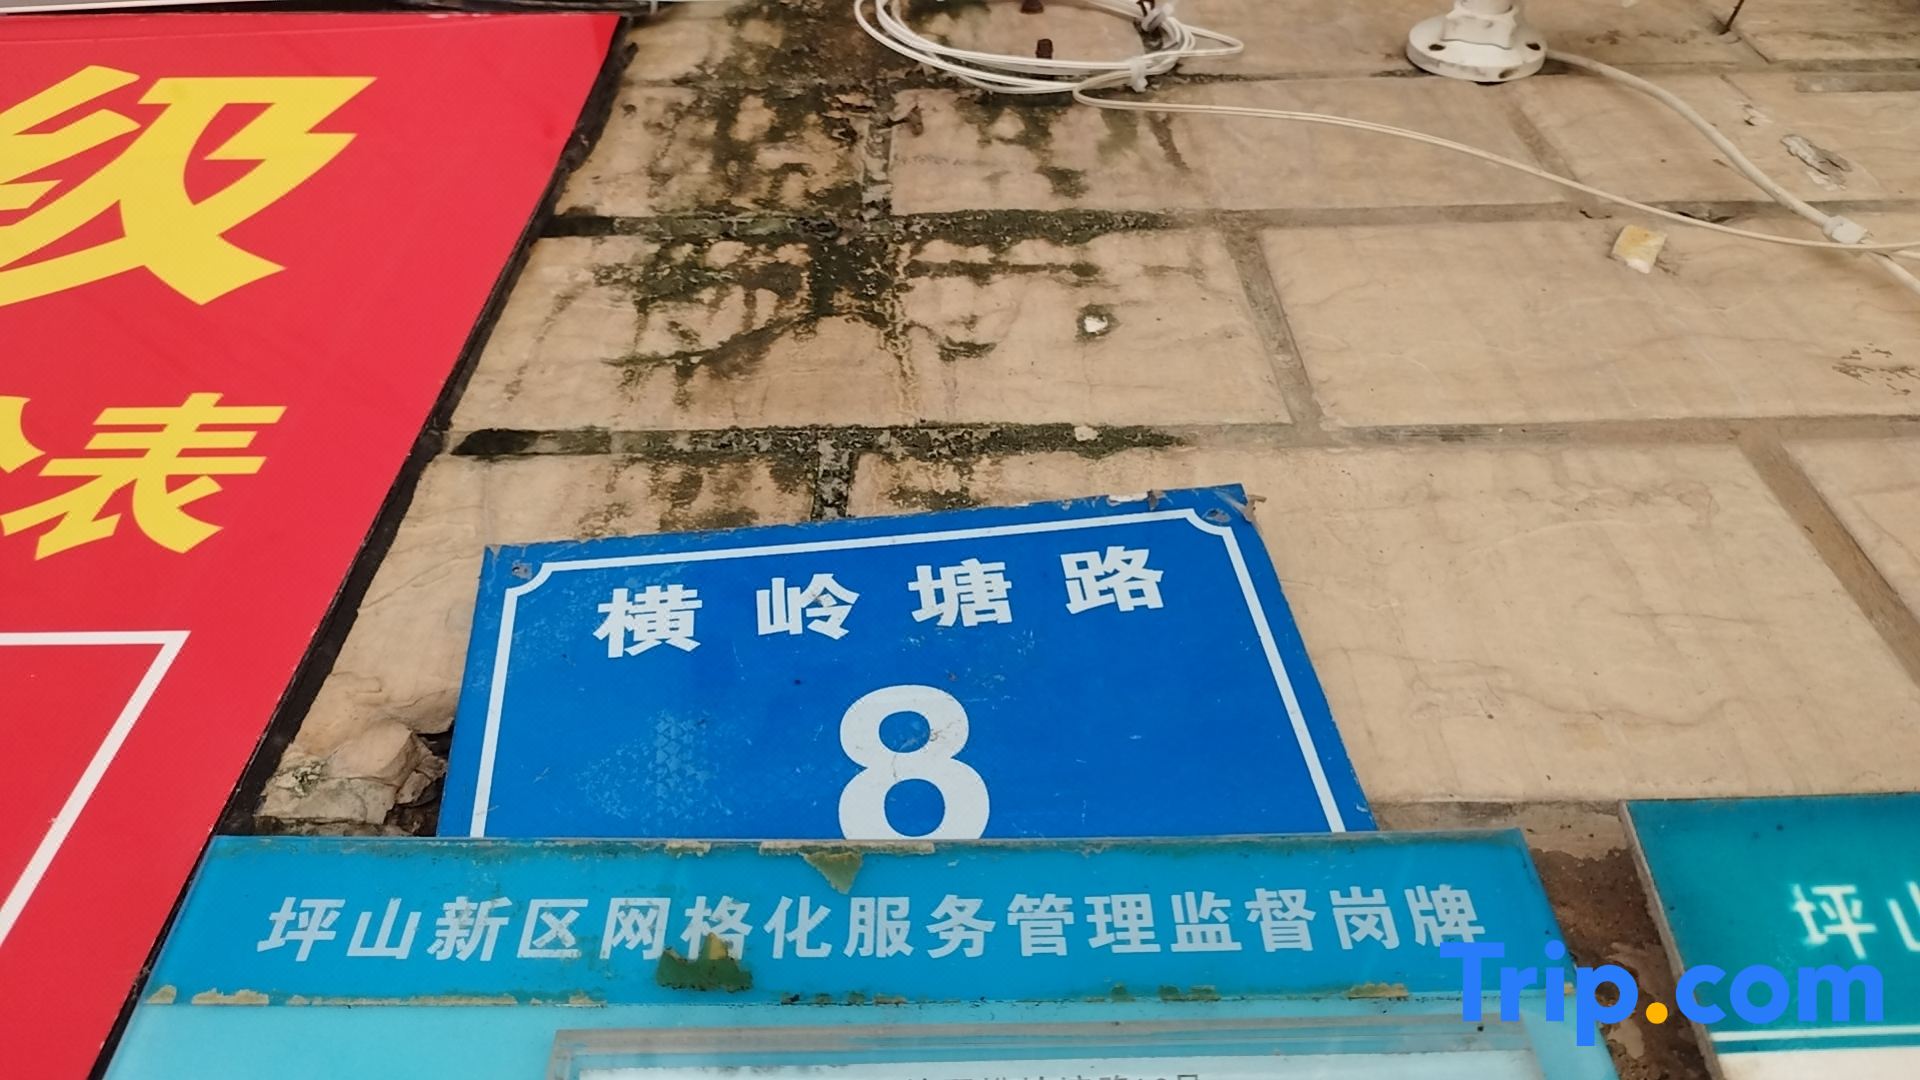 级
表
横岭塘路
8
坪山新区网格化服务管理监督岗牌
坪山
Trip.com